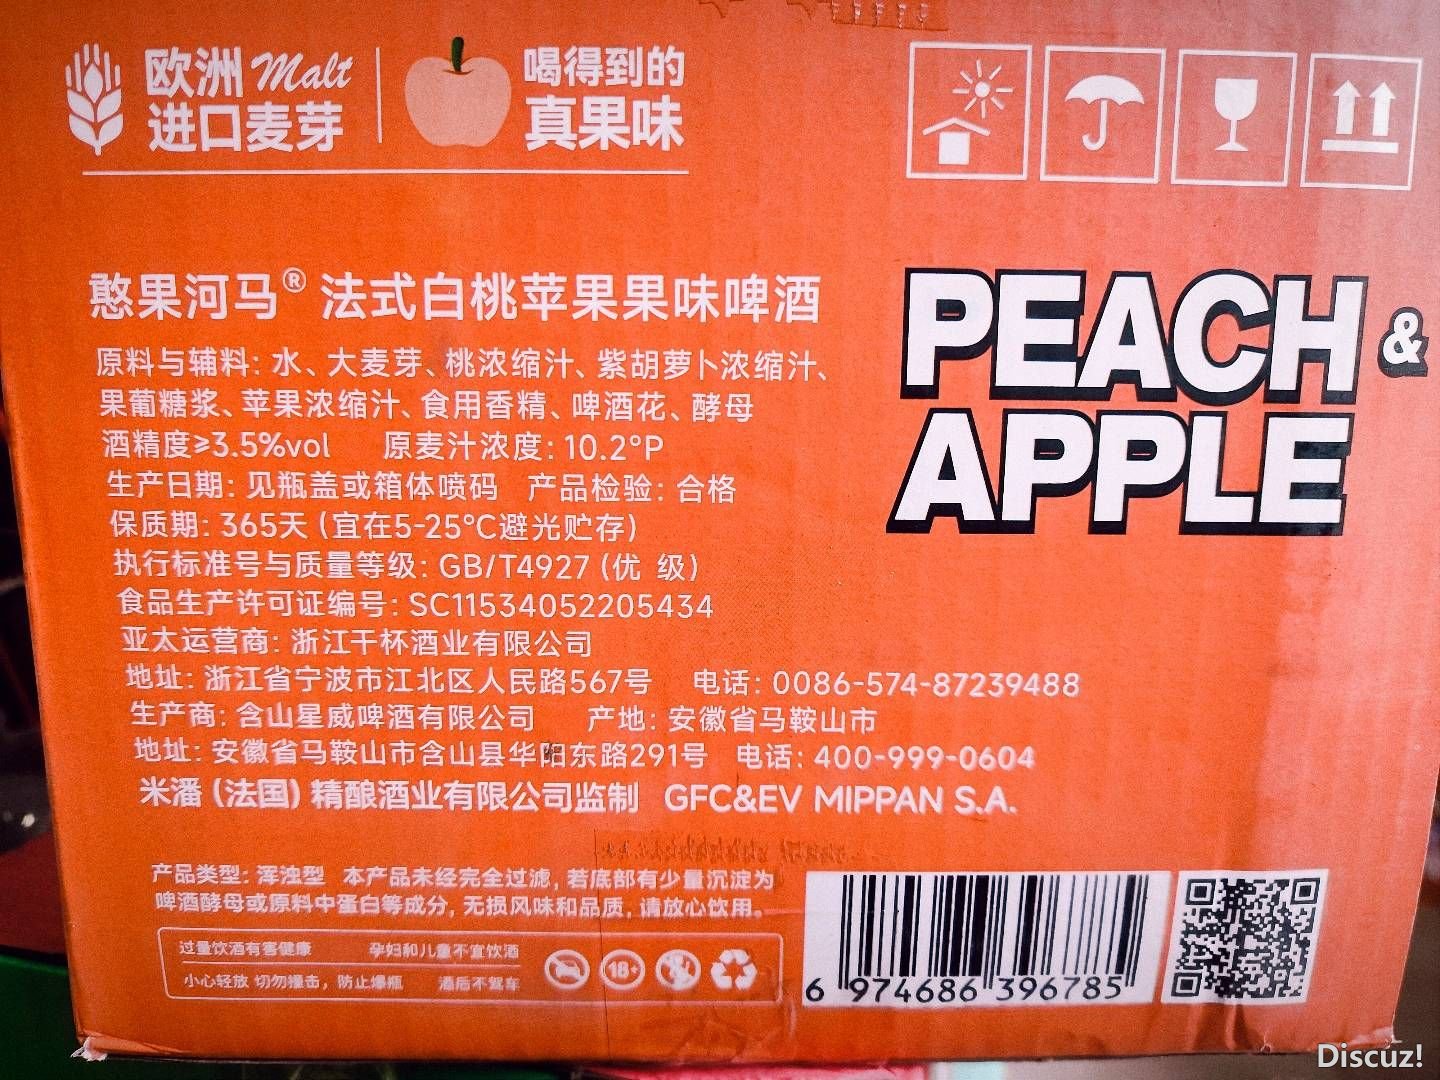 欧洲 Malt
进口麦芽
喝得到的
真果味
憨果河马® 法式白桃苹果果味啤酒
PEACH &
APPLE
原料与辅料: 水、大麦芽、桃浓缩汁、紫胡萝卜浓缩汁、
果葡糖浆、苹果浓缩汁、食用香精、啤酒花、酵母
酒精度≥3.5%vol 原麦汁浓度: 10.2°P
生产日期: 见瓶盖或箱体喷码 产品检验: 合格
保质期: 365天 (宜在5-25°C避光贮存)
执行标准号与质量等级: GB/T4927 (优 级)
食品生产许可证编号: SC11534052205434
亚太运营商: 浙江干杯酒业有限公司
地址: 浙江省宁波市江北区人民路567号 电话: 0086-574-87239488
生产商: 含山星威啤酒有限公司 产地: 安徽省马鞍山市
地址: 安徽省马鞍山市含山县华阳东路291号 电话: 400-999-0604
米潘 (法国) 精酿酒业有限公司监制 GFC&EV MIPPAN S.A.
产品类型: 浑浊型 本产品未经完全过滤, 若底部有少量沉淀为
啤酒酵母或原料中蛋白等成分, 无损风味和品质, 请放心饮用。
过量饮酒有害健康 孕妇和儿童不宜饮酒
小心轻放 切勿撞击, 防止爆瓶 酒后不驾车
18+
6 974686 396785
Discuz!